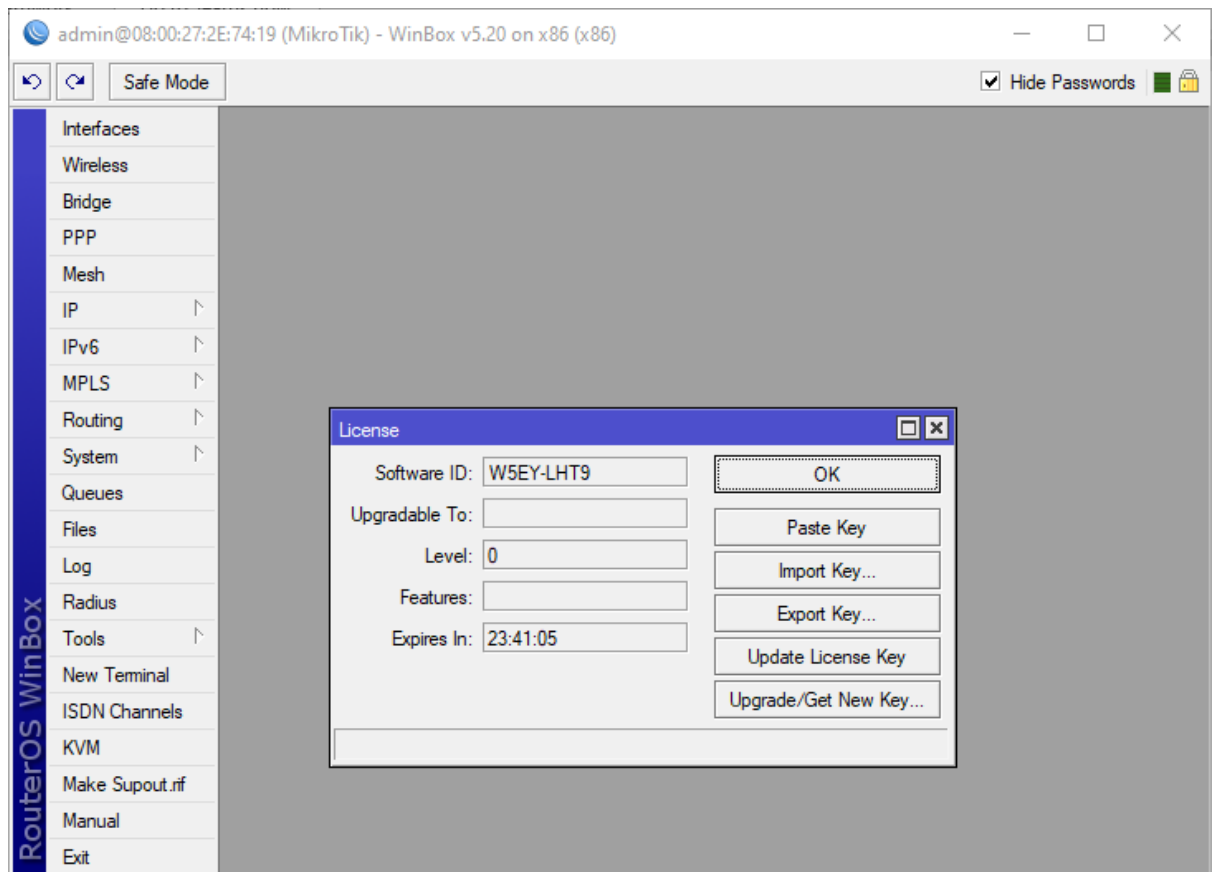 admin@08:00:27:2E:74:19 (MikroTik) - WinBox v5.20 on x86 (x86)
Safe Mode
Hide Passwords
Interfaces
Wireless
Bridge
PPP
Mesh
IP
IPv6
MPLS
Routing
System
Queues
Files
Log
Radius
Tools
New Terminal
ISDN Channels
KVM
Make Supout.rif
Manual
Exit
RouterOS WinBox
License
Software ID: W5EY-LHT9
Upgradable To:
Level: 0
Features:
Expires In: 23:41:05
OK
Paste Key
Import Key...
Export Key...
Update License Key
Upgrade/Get New Key...